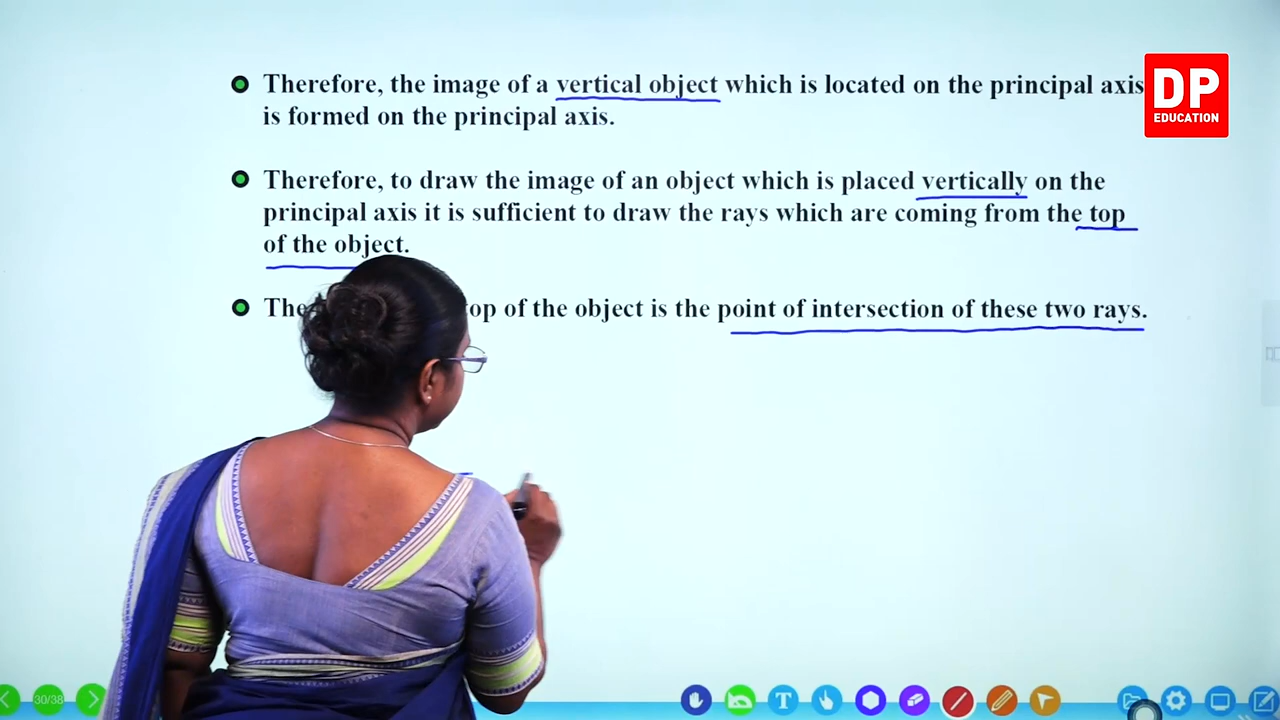 Therefore, the image of a vertical object which is located on the principal axis
is formed on the principal axis.
DP
EDUCATION
Therefore, to draw the image of an object which is placed vertically on the
principal axis it is sufficient to draw the rays which are coming from the top
of the object.
The top of the object is the point of intersection of these two rays.
30/38
T